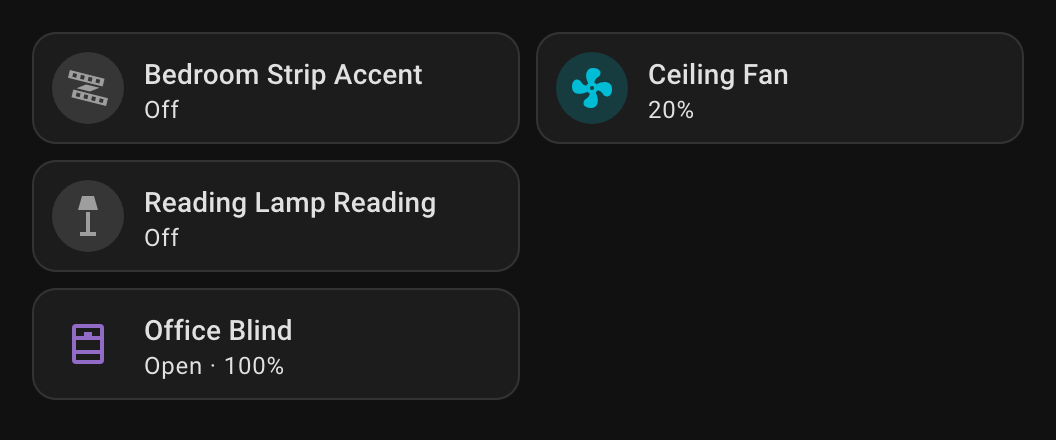 Bedroom Strip Accent
Off
Ceiling Fan
20%
Reading Lamp Reading
Off
Office Blind
Open · 100%